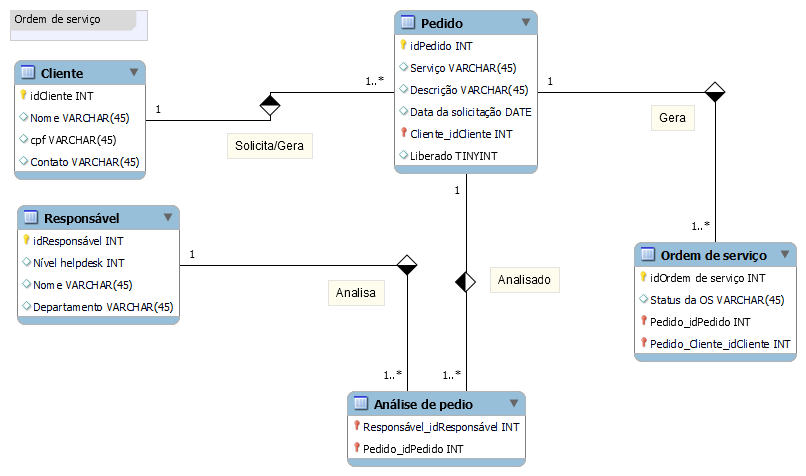 Ordem de serviço
Cliente
idCliente INT
Nome VARCHAR(45)
cpf VARCHAR(45)
Contato VARCHAR(45)
1
1..*
Solicita/Gera
Pedido
idPedido INT
Serviço VARCHAR(45)
Descrição VARCHAR(45)
Data da solicitação DATE
Cliente_idCliente INT
Liberado TINYINT
1
Gera
1..*
Responsável
idResponsável INT
Nível helpdesk INT
Nome VARCHAR(45)
Departamento VARCHAR(45)
1
Analisa
1..*
1
Analisado
1..*
Ordem de serviço
idOrdem de serviço INT
Status da OS VARCHAR(45)
Pedido_idPedido INT
Pedido_Cliente_idCliente INT
Análise de pedio
Responsável_idResponsável INT
Pedido_idPedido INT